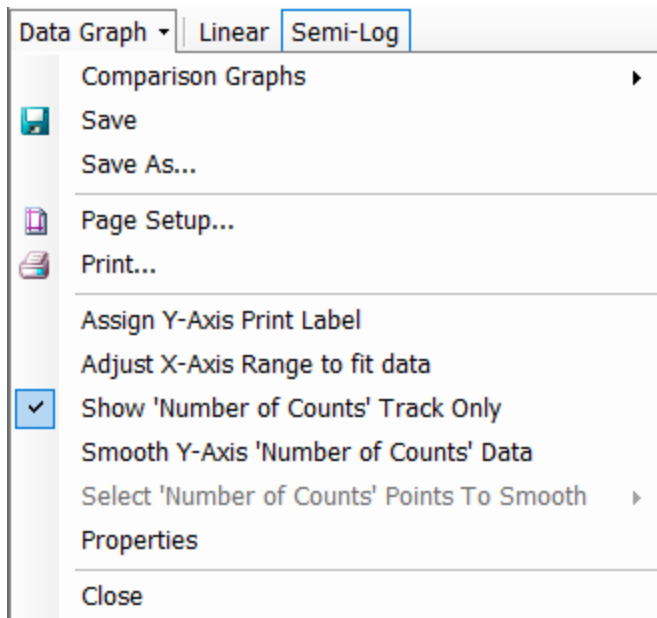 Data Graph Linear Semi-Log
Comparison Graphs
Save
Save As...
Page Setup...
Print...
Assign Y-Axis Print Label
Adjust X-Axis Range to fit data
Show 'Number of Counts' Track Only
Smooth Y-Axis 'Number of Counts' Data
Select 'Number of Counts' Points To Smooth
Properties
Close